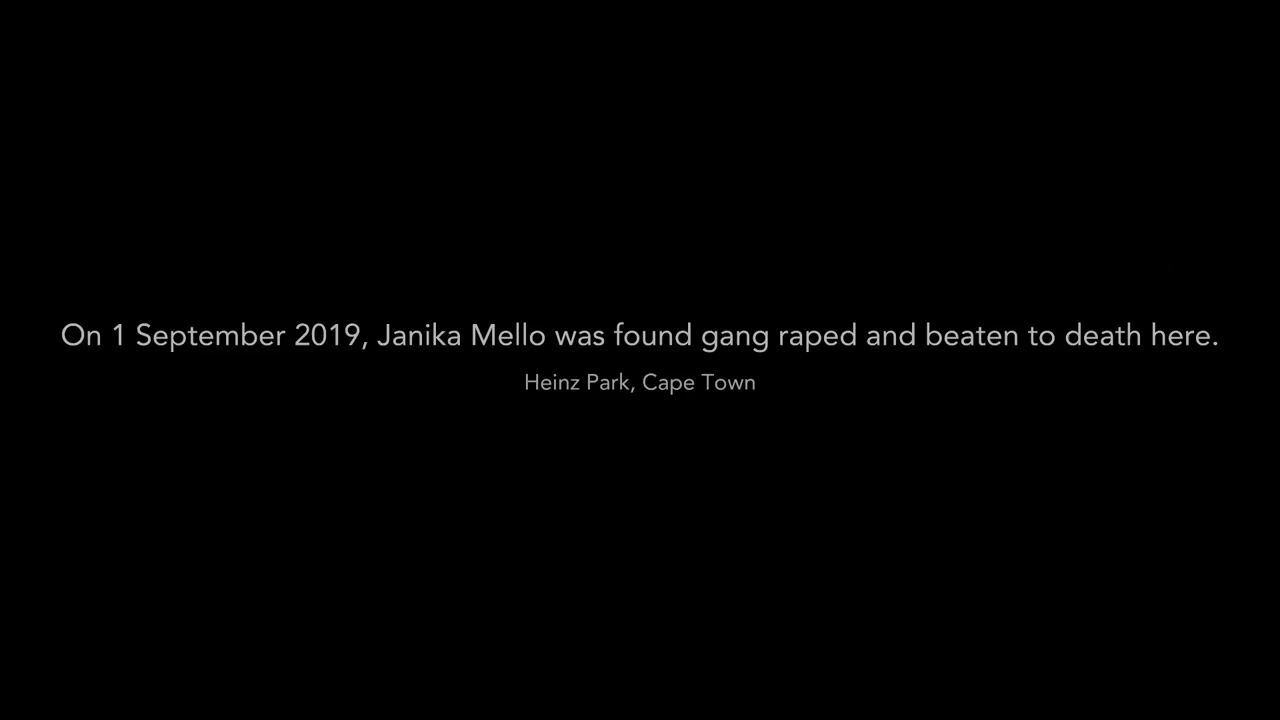 On 1 September 2019, Janika Mello was found gang raped and beaten to death here.
Heinz Park, Cape Town